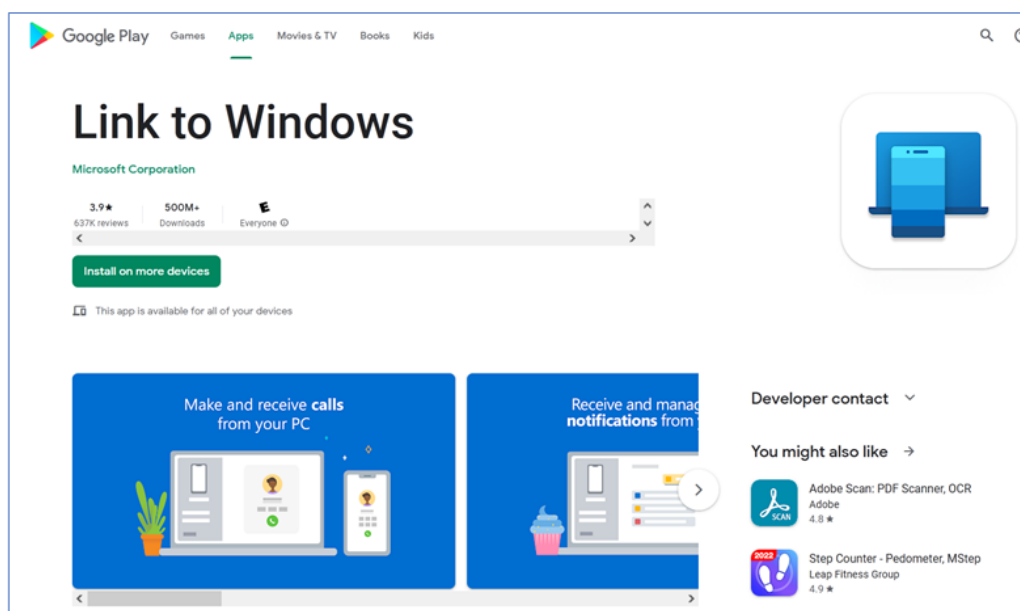 Google Play Games Apps Movies & TV Books Kids
Link to Windows
Microsoft Corporation
3.9★ 500M+ E
637K reviews Downloads Everyone
Install on more devices
This app is available for all of your devices
Make and receive calls
from your PC
Receive and manag
notifications from
Developer contact
You might also like
SCAN
Adobe Scan: PDF Scanner, OCR
Adobe
4.8 ★
2022
Step Counter - Pedometer, MStep
Leap Fitness Group
4.9 ★